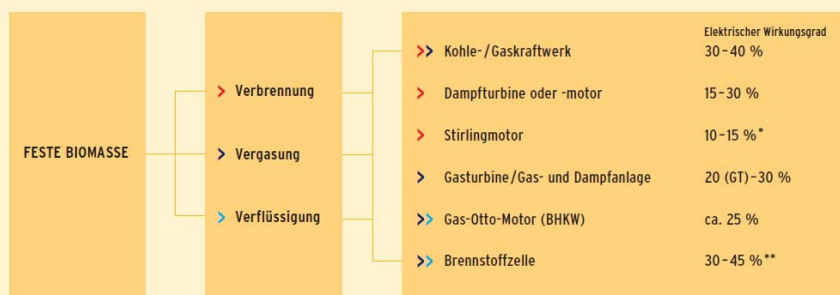 Elektrischer Wirkungsgrad
Kohle-/Gaskraftwerk 30–40 %
Verbrennung
Dampfturbine oder -motor 15–30 %
Stirlingmotor 10–15 %*
FESTE BIOMASSE
Vergasung
Gasturbine/Gas- und Dampfanlage 20 (GT)–30 %
Verflüssigung
Gas-Otto-Motor (BHKW) ca. 25 %
Brennstoffzelle 30–45 %**